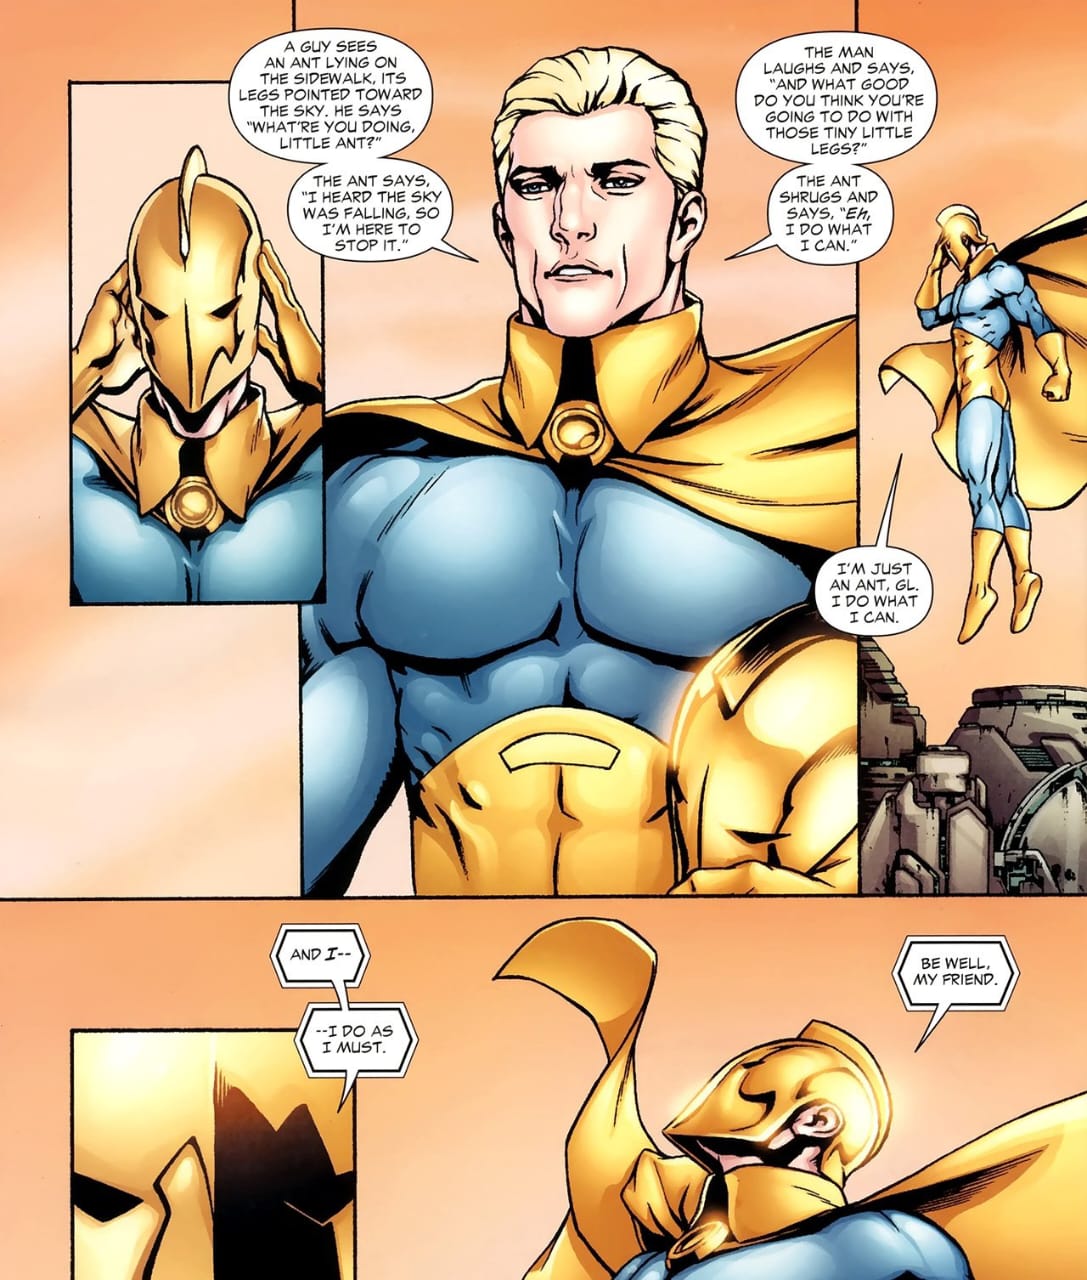 A GUY SEES
AN ANT LYING ON
THE SIDEWALK, ITS
LEGS POINTED TOWARD
THE SKY. HE SAYS
"WHAT'RE YOU DOING,
LITTLE ANT?"
THE ANT SAYS,
"I HEARD THE SKY
WAS FALLING, SO
I'M HERE TO
STOP IT."
THE MAN
LAUGHS AND SAYS,
"AND WHAT GOOD
DO YOU THINK YOU'RE
GOING TO DO WITH
THOSE TINY LITTLE
LEGS?"
THE ANT
SHRUGS AND
SAYS, "EH,
I DO WHAT
I CAN."
I'M JUST
AN ANT, GL.
I DO WHAT
I CAN.
AND I--
--I DO AS
I MUST.
BE WELL,
MY FRIEND.